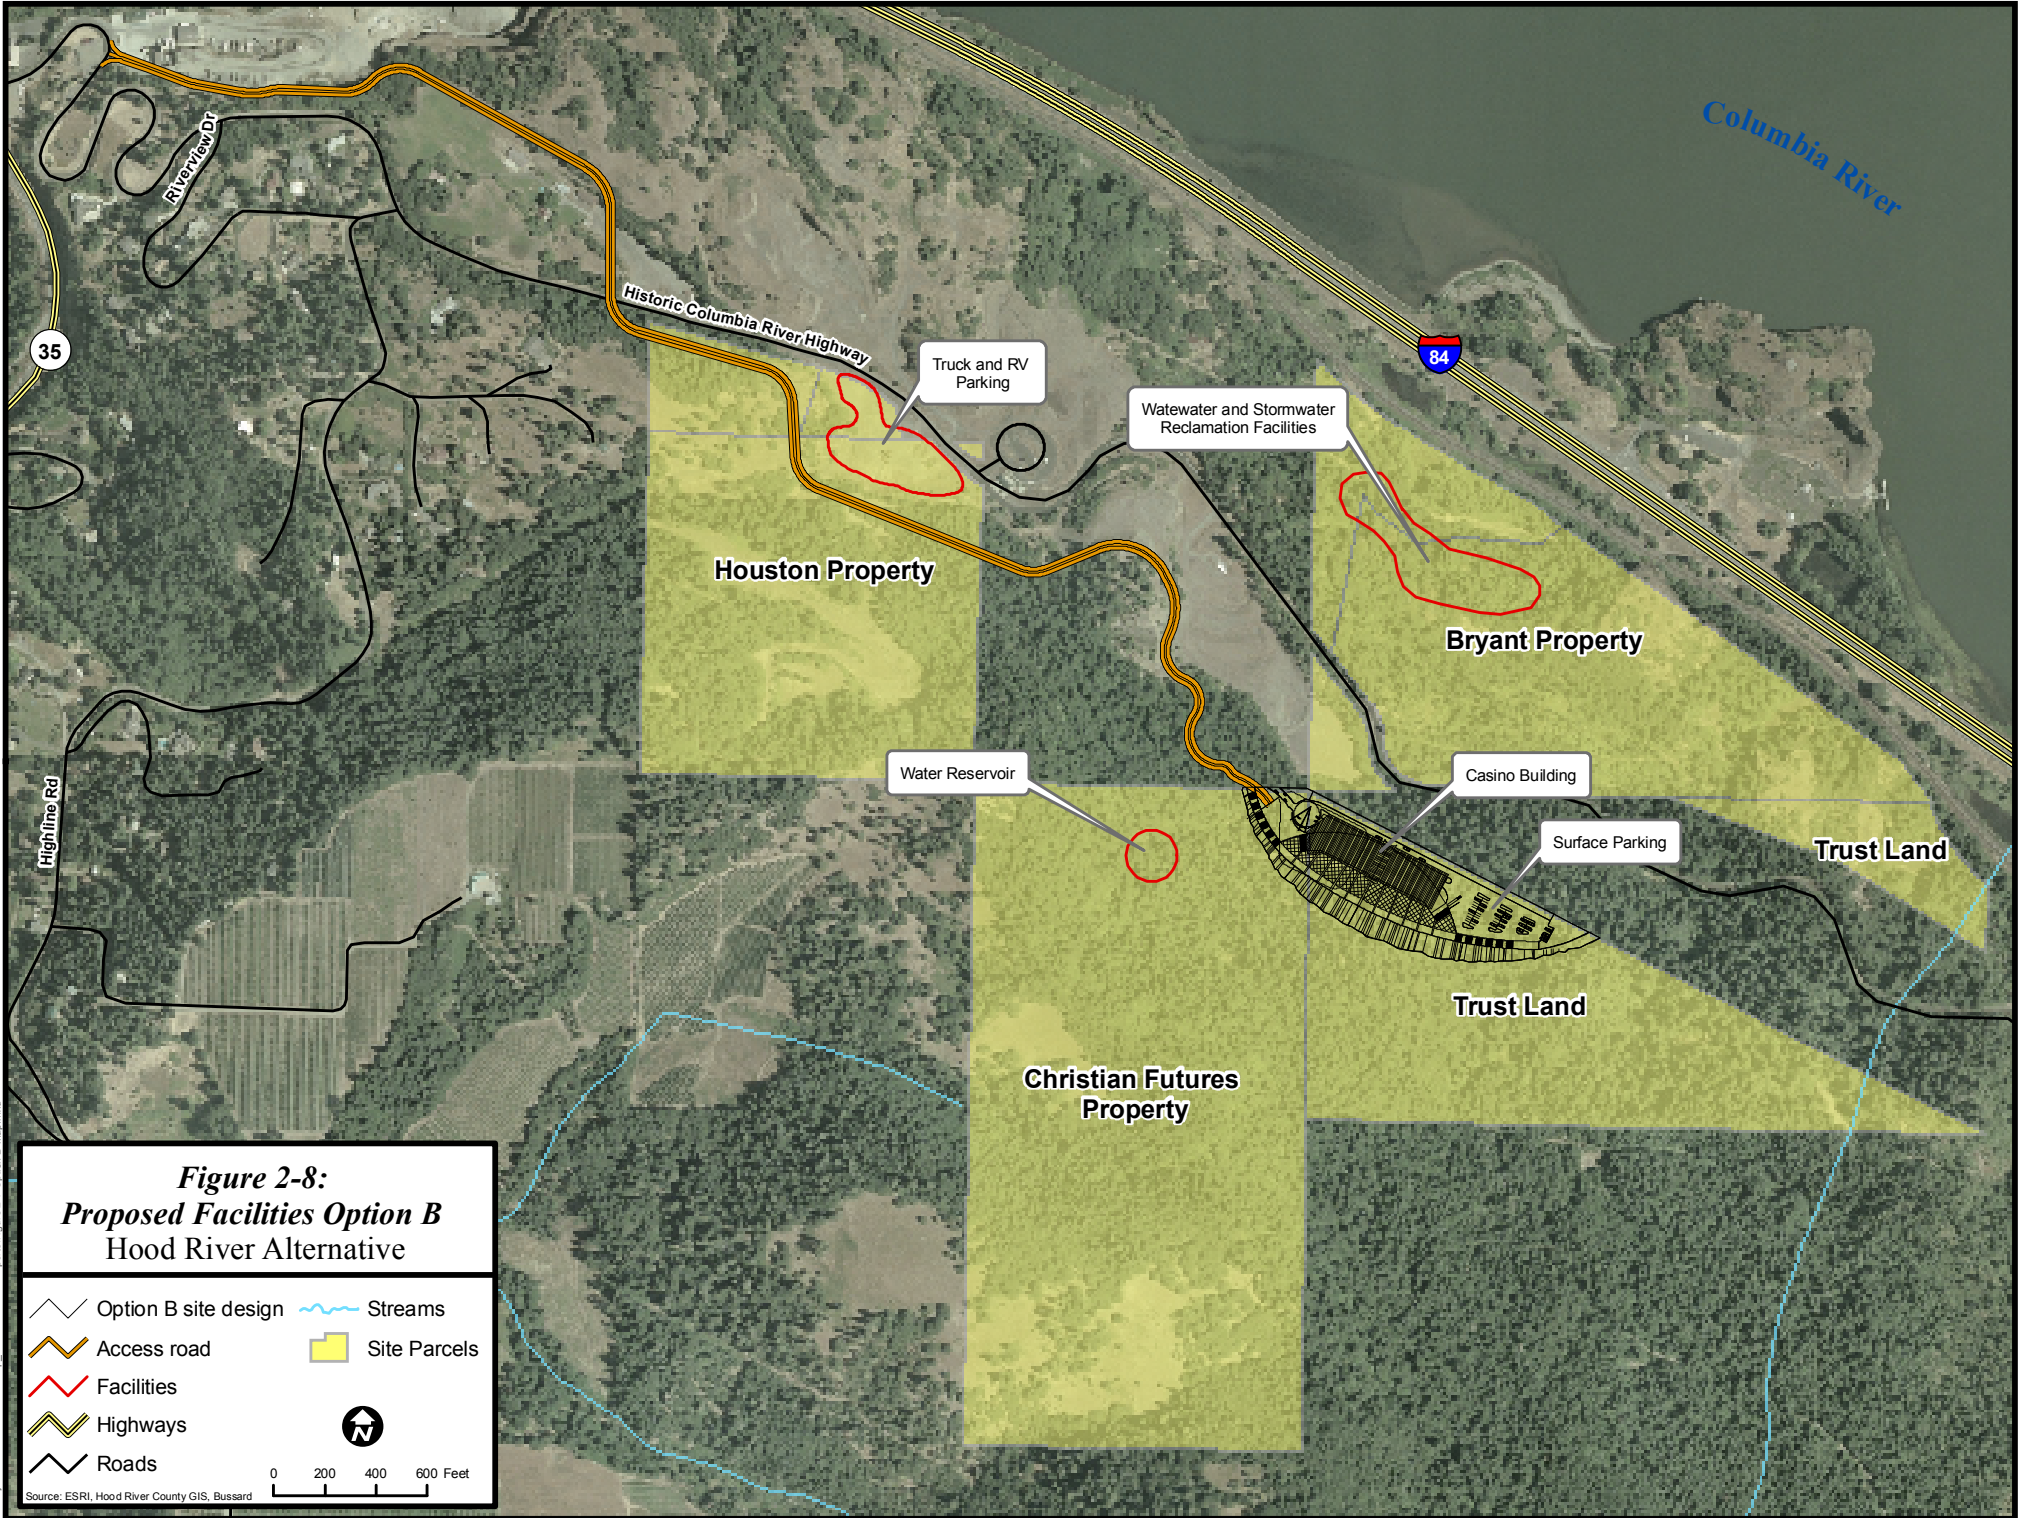 Columbia River
Riverview Dr
35
Historic Columbia River Highway
84
Truck and RV
Parking
Watewater and Stormwater
Reclamation Facilities
Houston Property
Bryant Property
Water Reservoir
Casino Building
Surface Parking
Trust Land
Highline Rd
Trust Land
Christian Futures
Property
Figure 2-8:
Proposed Facilities Option B
Hood River Alternative
Option B site design
Streams
Access road
Site Parcels
Facilities
Highways
N
Roads
0 200 400 600 Feet
Source: ESRI, Hood River County GIS, Bussard